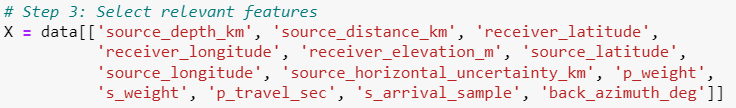 # Step 3: Select relevant features
X = data[['source_depth_km', 'source_distance_km', 'receiver_latitude',
'receiver_longitude', 'receiver_elevation_m', 'source_latitude',
'source_longitude', 'source_horizontal_uncertainty_km', 'p_weight',
's_weight', 'p_travel_sec', 's_arrival_sample', 'back_azimuth_deg']]